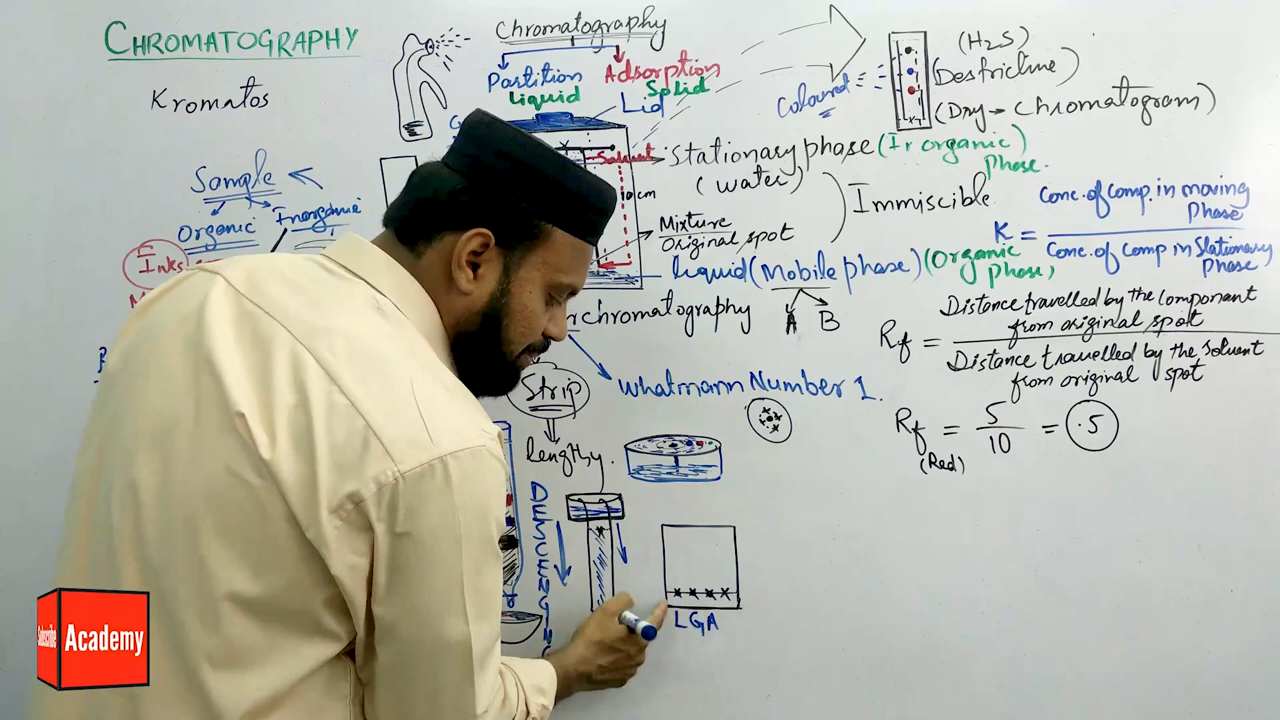 CHROMATOGRAPHY
Kromatos
Sample
Organic Inorganic
Inks
Chromatography
Partition Adsorption
Liquid Solid
Lid
Solvent
Stationary phase (Inorganic phase.
(water)
10cm
Immiscible
Mixture
Original spot
liquid (Mobile phase) (Organic phase,
A B
chromatography
Whatmann Number 1.
Strip
lengthy.
LGA
Coloured
(H2S)
(Destrictine)
(Dry → Chromatogram)
K = Conc. of comp. in moving Phase
Conc. of Comp in Stationary Phase
Rf = Distance travelled by the component from original spot
Distance travelled by the solvent from original spot
Rf = 5
10 = .5
(Red)
Subscribe
Academy